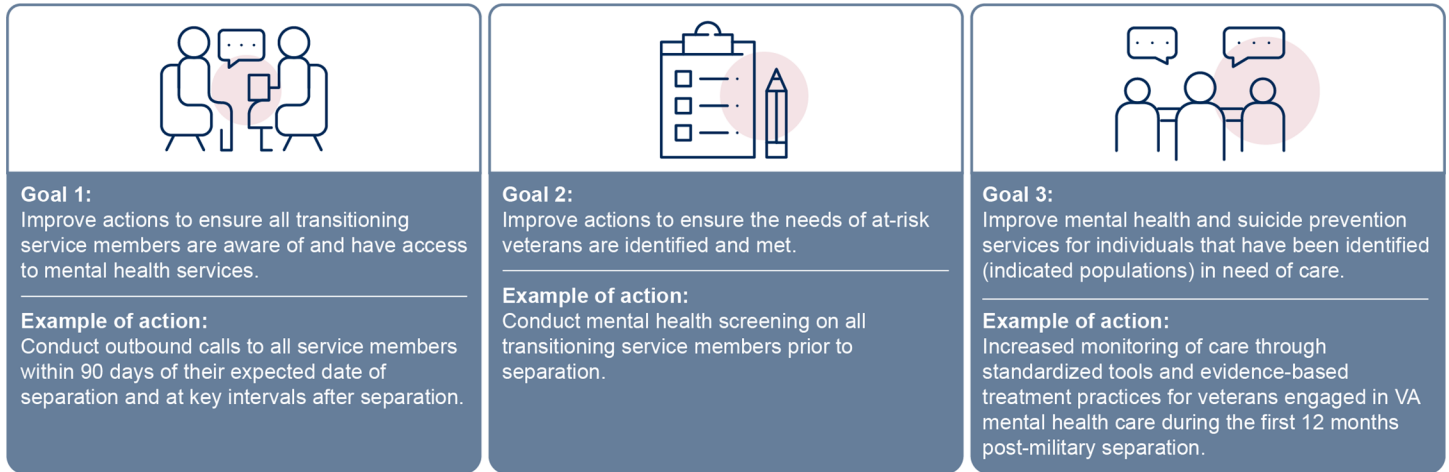 Goal 1:
Improve actions to ensure all transitioning
service members are aware of and have access
to mental health services.
Example of action:
Conduct outbound calls to all service members
within 90 days of their expected date of
separation and at key intervals after separation.
Goal 2:
Improve actions to ensure the needs of at-risk
veterans are identified and met.
Example of action:
Conduct mental health screening on all
transitioning service members prior to
separation.
Goal 3:
Improve mental health and suicide prevention
services for individuals that have been identified
(indicated populations) in need of care.
Example of action:
Increased monitoring of care through
standardized tools and evidence-based
treatment practices for veterans engaged in VA
mental health care during the first 12 months
post-military separation.